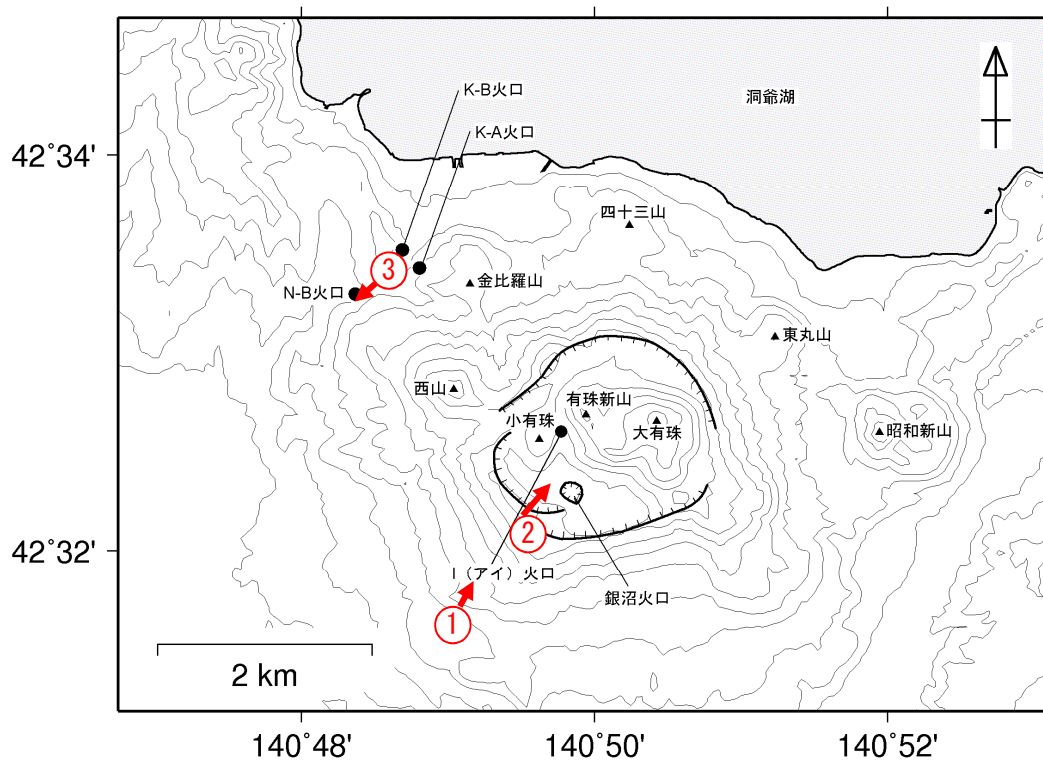 K-B火口
洞爺湖
K-A火口
42°34'
四十三山
③
金比羅山
N-B火口
東丸山
西山
有珠新山
小有珠
大有珠
昭和新山
②
42°32'
I（アイ）火口
銀沼火口
①
2 km
140°48'
140°50'
140°52'